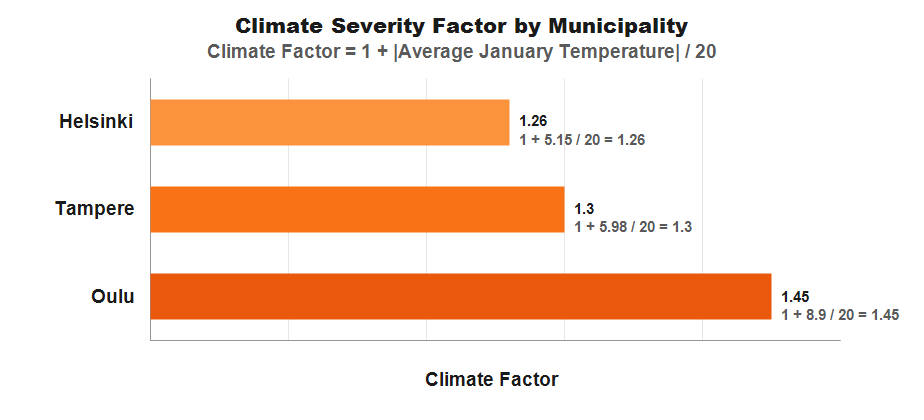 Climate Severity Factor by Municipality
Climate Factor = 1 + |Average January Temperature| / 20
Helsinki
1.26
1 + 5.15 / 20 = 1.26
Tampere
1.3
1 + 5.98 / 20 = 1.3
Oulu
1.45
1 + 8.9 / 20 = 1.45
Climate Factor